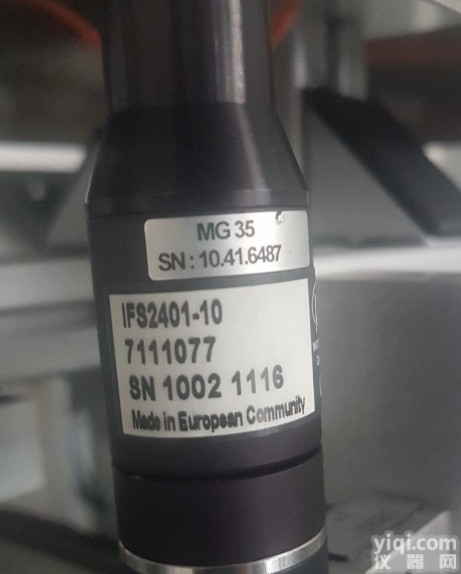 MG 35
SN : 10.41.6487
IFS2401-10
7111077
SN 1002 1116
Made in European Community
yiqi.com
仪器网